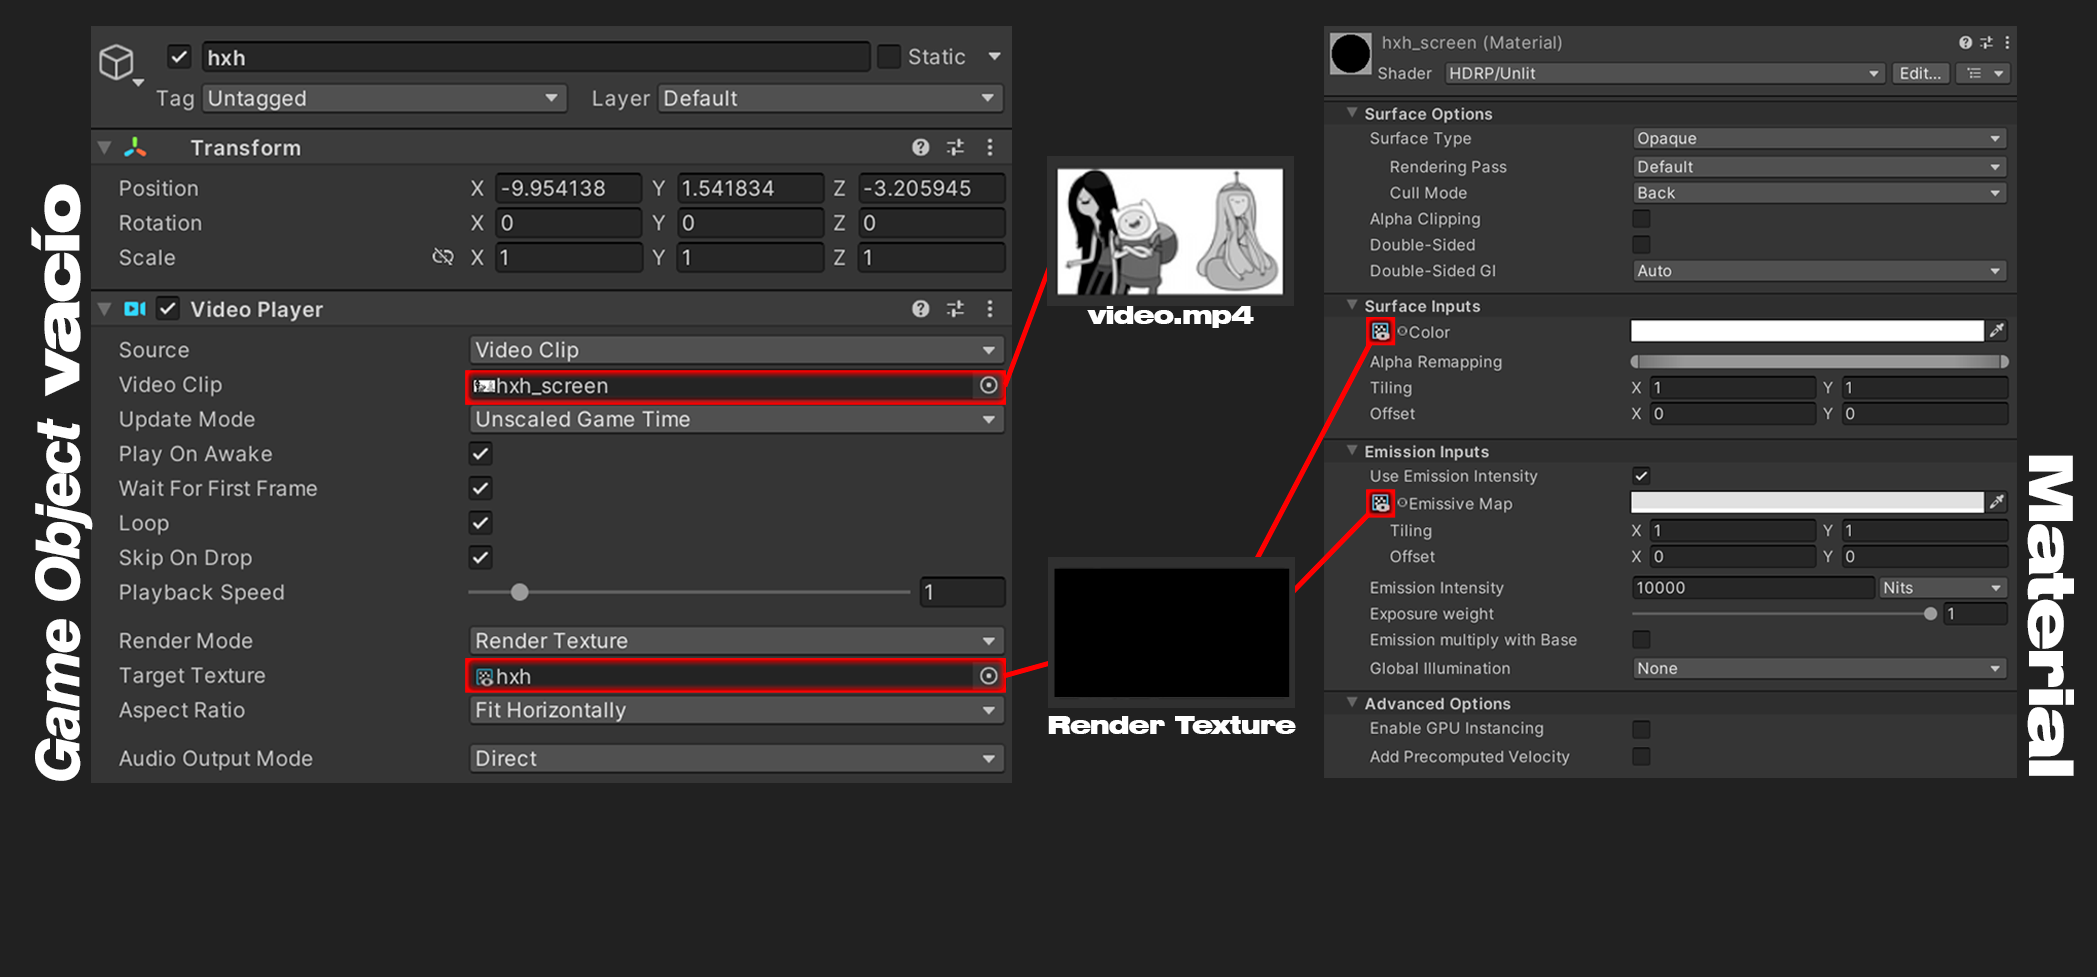 Game Object vacío
hxh
Static
Tag Untagged Layer Default
Transform
Position X -9.954138 Y 1.541834 Z -3.205945
Rotation X 0 Y 0 Z 0
Scale X 1 Y 1 Z 1
Video Player
Source Video Clip
Video Clip hxh_screen
Update Mode Unscaled Game Time
Play On Awake
Wait For First Frame
Loop
Skip On Drop
Playback Speed 1
Render Mode Render Texture
Target Texture hxh
Aspect Ratio Fit Horizontally
Audio Output Mode Direct
video.mp4
Render Texture
hxh_screen (Material)
Shader HDRP/Unlit Edit...
Surface Options
Surface Type Opaque
Rendering Pass Default
Cull Mode Back
Alpha Clipping
Double-Sided
Double-Sided GI Auto
Surface Inputs
Color
Alpha Remapping
Tiling X 1 Y 1
Offset X 0 Y 0
Emission Inputs
Use Emission Intensity
Emissive Map
Tiling X 1 Y 1
Offset X 0 Y 0
Emission Intensity 10000 Nits
Exposure weight 1
Emission multiply with Base
Global Illumination None
Advanced Options
Enable GPU Instancing
Add Precomputed Velocity
Material